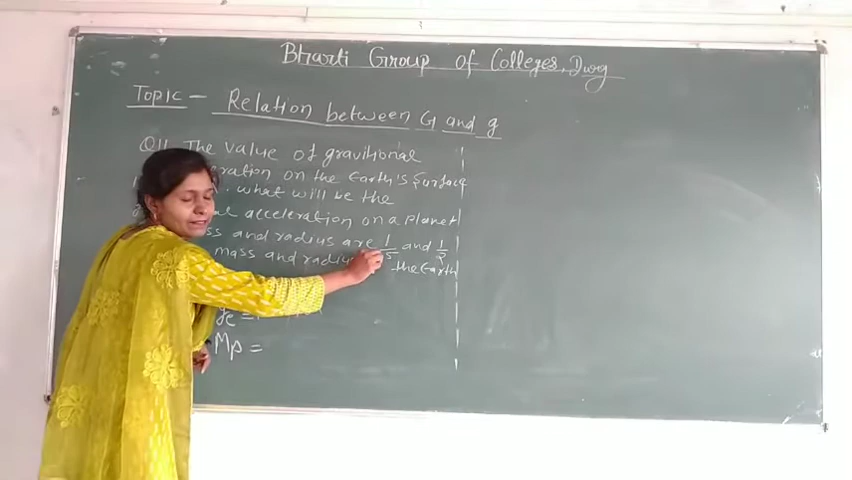 Bharti Group of Colleges, Durg
Topic - Relation between G and g
Q11. The value of gravitional
eration on the Earth's Surface
. what will be the
al acceleration on a planet
ss and radius are 1/5 and 1/2
mass and radiu the Earth
Mp =